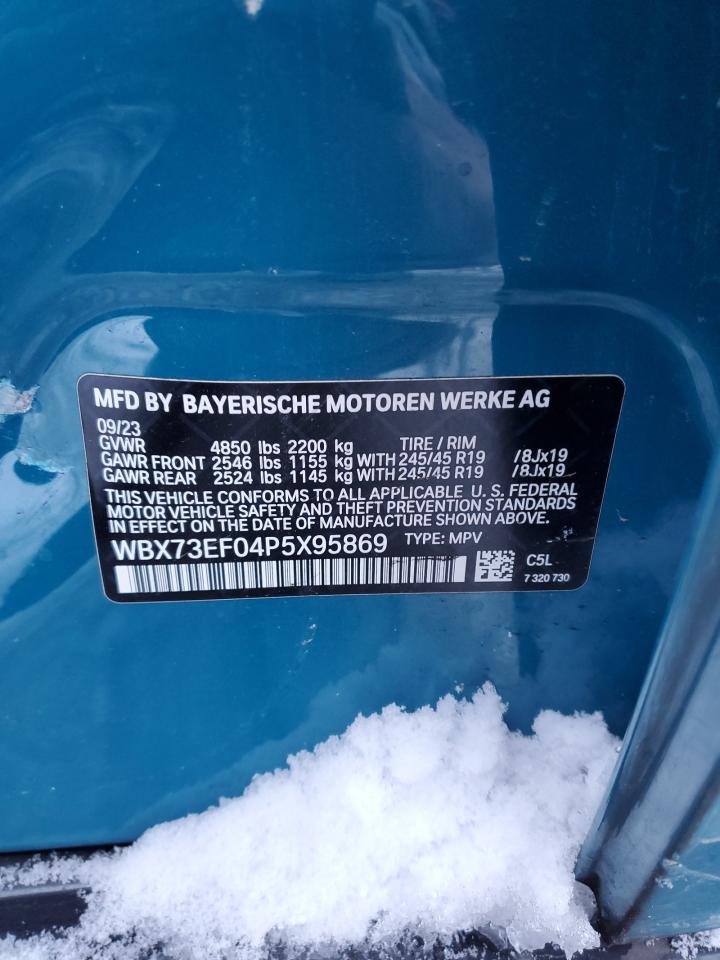 MFD BY BAYERISCHE MOTOREN WERKE AG
09/23
GVWR 4850 lbs 2200 kg TIRE / RIM
GAWR FRONT 2546 lbs 1155 kg WITH 245/45 R19 /8Jx19
GAWR REAR 2524 lbs 1145 kg WITH 245/45 R19 /8Jx19
THIS VEHICLE CONFORMS TO ALL APPLICABLE U. S. FEDERAL
MOTOR VEHICLE SAFETY AND THEFT PREVENTION STANDARDS
IN EFFECT ON THE DATE OF MANUFACTURE SHOWN ABOVE.
WBX73EF04P5X95869 TYPE: MPV
C5L
7 320 730